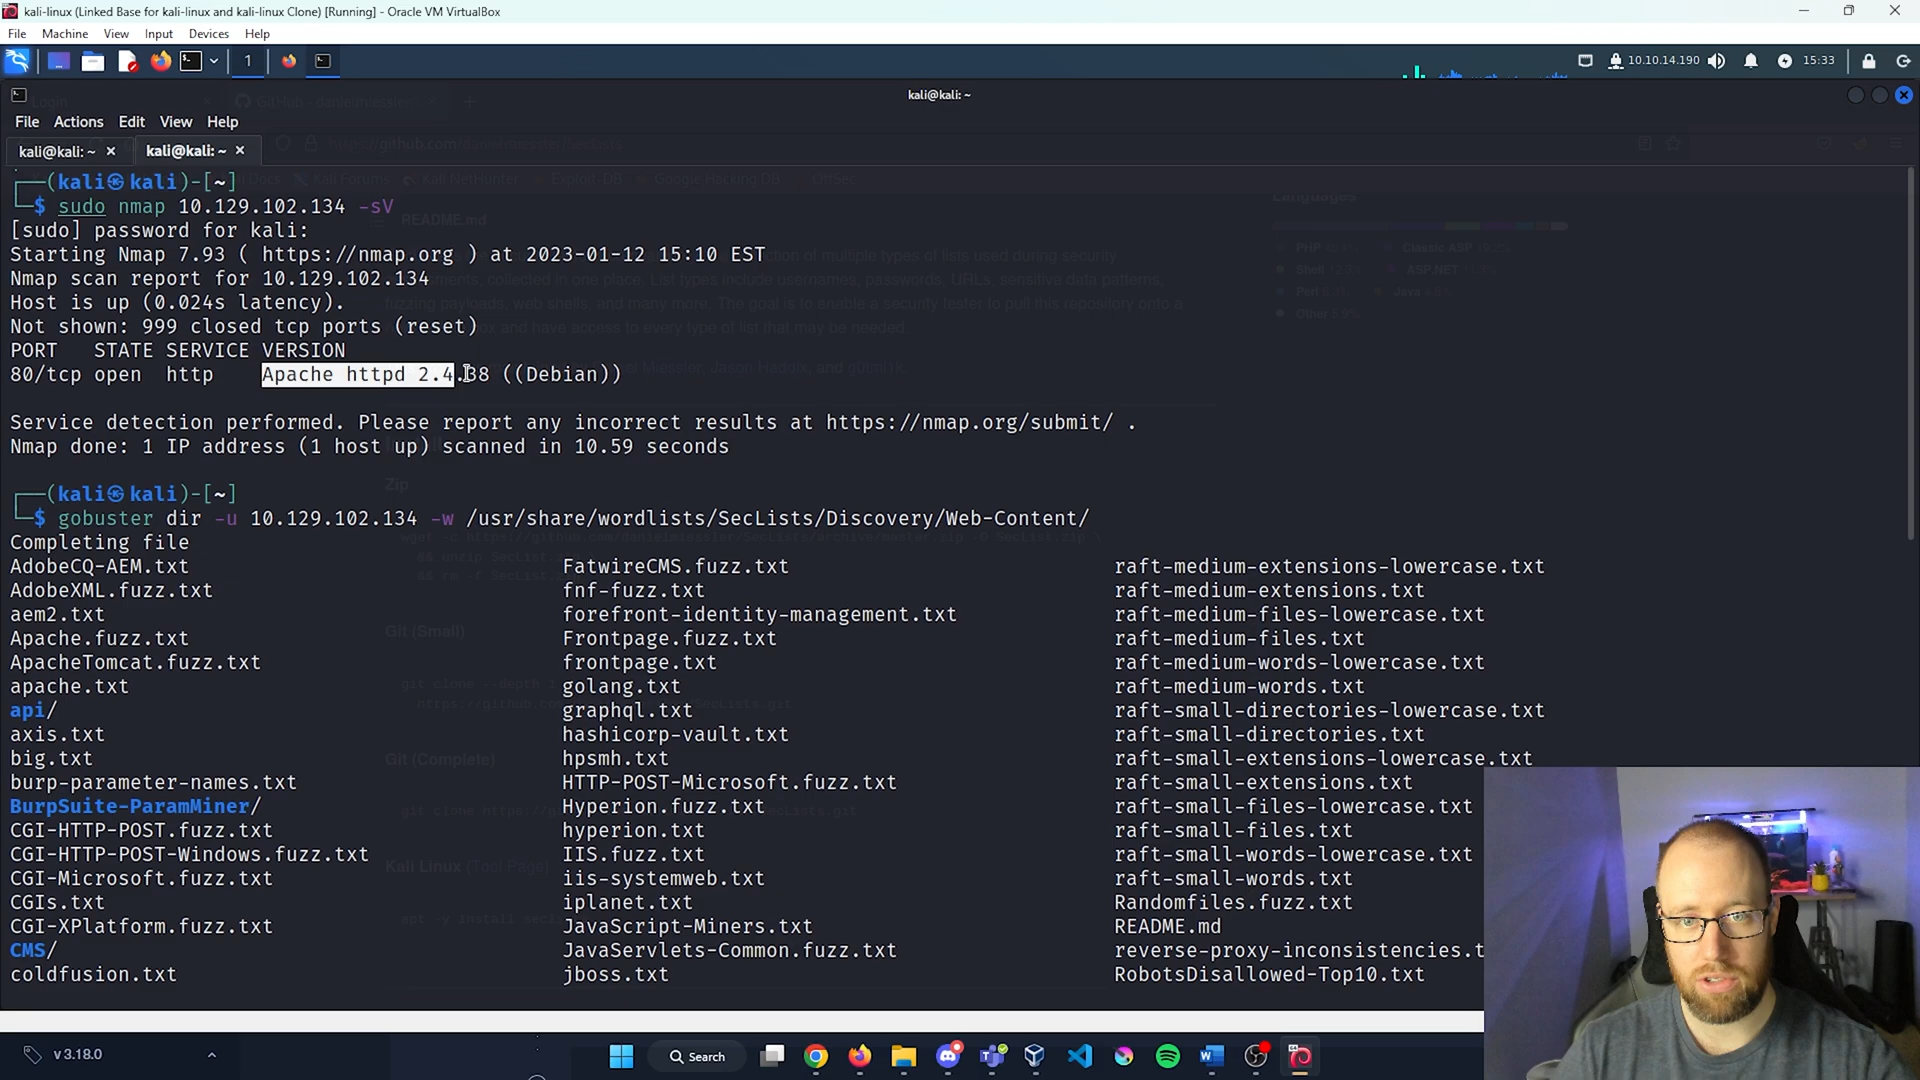 kali-linux (Linked Base for kali-linux and kali-linux Clone) [Running] - Oracle VM VirtualBox
File Machine View Input Devices Help
1
10.10.14.190
15:33
kali@kali: ~
Login
File Actions Edit View Help
kali@kali: ~ ×
kali@kali: ~ ×
┌──(kali㉿kali)-[~]
└─$ sudo nmap 10.129.102.134 -sV
[sudo] password for kali:
Starting Nmap 7.93 ( https://nmap.org ) at 2023-01-12 15:10 EST
Nmap scan report for 10.129.102.134
Host is up (0.024s latency).
Not shown: 999 closed tcp ports (reset)
PORT STATE SERVICE VERSION
80/tcp open http Apache httpd 2.4.38 ((Debian))
Service detection performed. Please report any incorrect results at https://nmap.org/submit/ .
Nmap done: 1 IP address (1 host up) scanned in 10.59 seconds
┌──(kali㉿kali)-[~]
└─$ gobuster dir -u 10.129.102.134 -w /usr/share/wordlists/SecLists/Discovery/Web-Content/
Completing file
AdobeCQ-AEM.txt FatwireCMS.fuzz.txt raft-medium-extensions-lowercase.txt
AdobeXML.fuzz.txt fnf-fuzz.txt raft-medium-extensions.txt
aem2.txt forefront-identity-management.txt raft-medium-files-lowercase.txt
Apache.fuzz.txt Frontpage.fuzz.txt raft-medium-files.txt
ApacheTomcat.fuzz.txt frontpage.txt raft-medium-words-lowercase.txt
apache.txt golang.txt raft-medium-words.txt
api/ graphql.txt raft-small-directories-lowercase.txt
axis.txt hashicorp-vault.txt raft-small-directories.txt
big.txt hpsmh.txt raft-small-extensions-lowercase.txt
burp-parameter-names.txt HTTP-POST-Microsoft.fuzz.txt raft-small-extensions.txt
BurpSuite-ParamMiner/ Hyperion.fuzz.txt raft-small-files-lowercase.txt
CGI-HTTP-POST.fuzz.txt hyperion.txt raft-small-files.txt
CGI-HTTP-POST-Windows.fuzz.txt IIS.fuzz.txt raft-small-words-lowercase.txt
CGI-Microsoft.fuzz.txt iis-systemweb.txt raft-small-words.txt
CGIs.txt iplanet.txt Randomfiles.fuzz.txt
CGI-XPlatform.fuzz.txt JavaScript-Miners.txt README.md
CMS/ JavaServlets-Common.fuzz.txt reverse-proxy-inconsistencies.t
coldfusion.txt jboss.txt RobotsDisallowed-Top10.txt
README.md
Languages
Zip
Git (Small)
Git (Complete)
Kali Linux (Tool Page)
v 3.18.0
Search